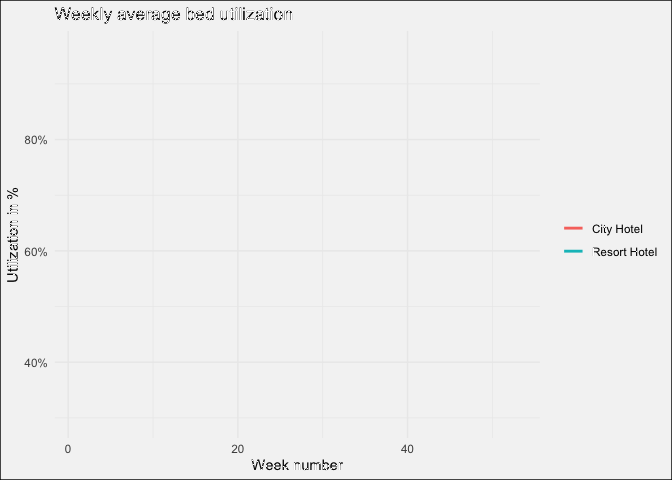 Weekly average bed utilization
Utilization in %
80%
60%
40%
0 20 40
Week number
City Hotel
Resort Hotel